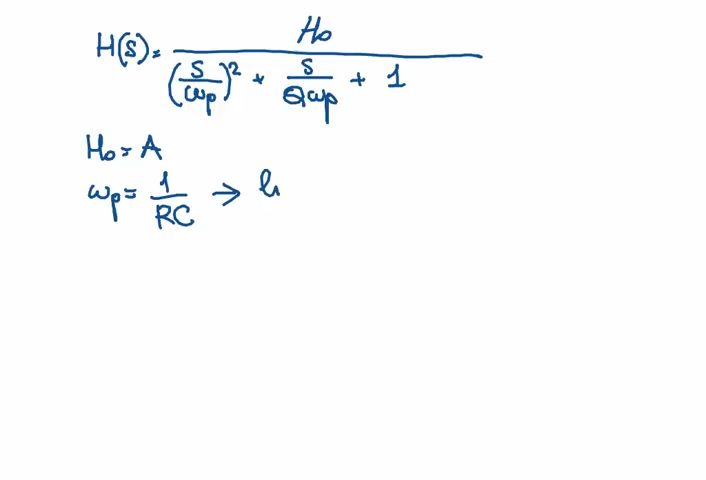 H(s) = H₀ / ((s/ωp)² + s/(Qωp) + 1)
H₀ = A
ωp = 1/RC →